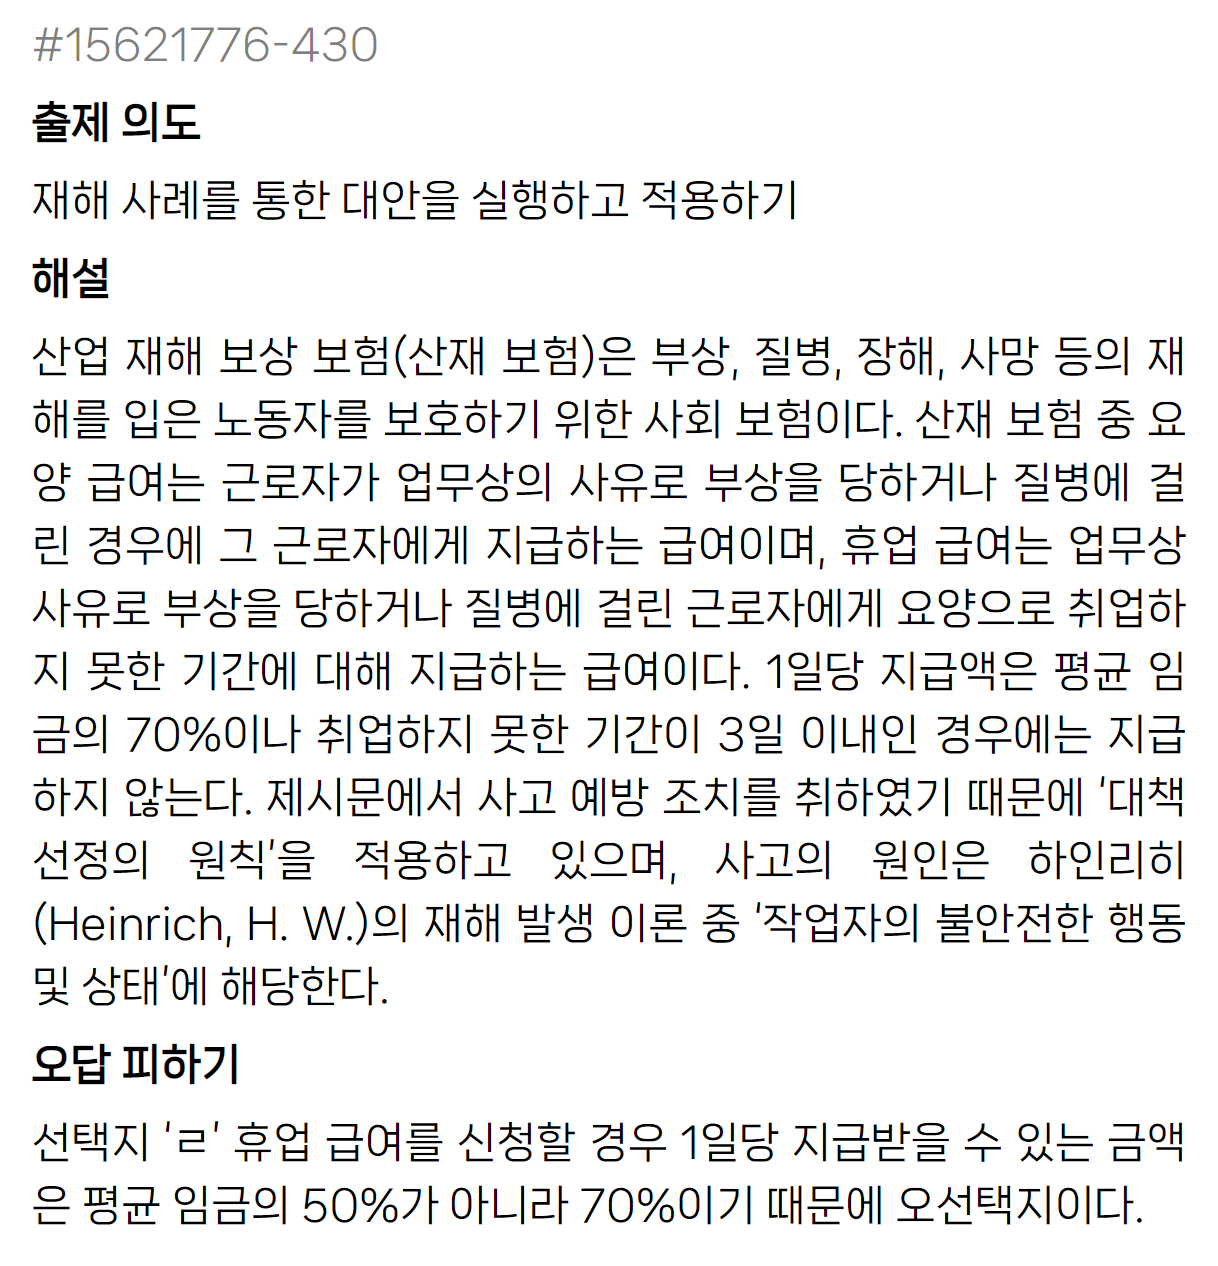 #15621776-430
출제 의도
재해 사례를 통한 대안을 실행하고 적용하기
해설
산업 재해 보상 보험(산재 보험)은 부상, 질병, 장해, 사망 등의 재
해를 입은 노동자를 보호하기 위한 사회 보험이다. 산재 보험 중 요
양 급여는 근로자가 업무상의 사유로 부상을 당하거나 질병에 걸
린 경우에 그 근로자에게 지급하는 급여이며, 휴업 급여는 업무상
사유로 부상을 당하거나 질병에 걸린 근로자에게 요양으로 취업하
지 못한 기간에 대해 지급하는 급여이다. 1일당 지급액은 평균 임
금의 70%이나 취업하지 못한 기간이 3일 이내인 경우에는 지급
하지 않는다. 제시문에서 사고 예방 조치를 취하였기 때문에 '대책
선정의 원칙'을 적용하고 있으며, 사고의 원인은 하인리히
(Heinrich, H. W.)의 재해 발생 이론 중 '작업자의 불안전한 행동
및 상태'에 해당한다.
오답 피하기
선택지 'ㄹ' 휴업 급여를 신청할 경우 1일당 지급받을 수 있는 금액
은 평균 임금의 50%가 아니라 70%이기 때문에 오선택지이다.